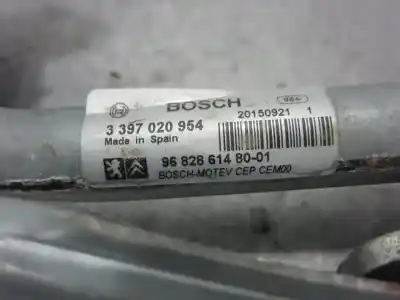 BOSCH
3 397 020 954
20150921 1
Made in Spain
96 828 614 80-01
BOSCH-MOTEV CEP CEM00